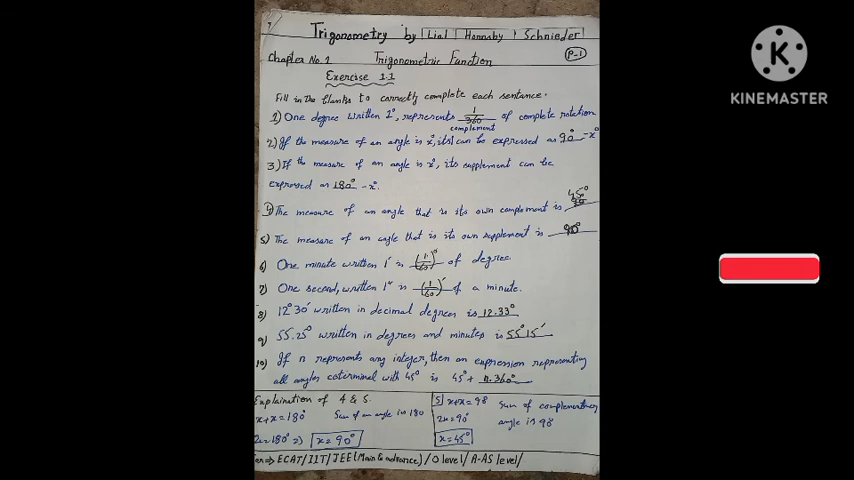 Trigonometry by Lial | Hornsby | Schnieder |
Chapter No. 1 Trigonometric Function P-1
Exercise 1.1
Fill in the blanks to correctly complete each sentence.
1) One degree written 1°, represents 1/360 of complete rotation
complement
2) If the measure of an angle is x°, its can be expressed as 90° - x°
3) If the measure of an angle is x°, its supplement can be
expressed as 180° - x°.
4) The measure of an angle that is its own complement is 45°
5) The measure of an angle that is its own supplement is 90°
6) One minute written 1' is (1/60)° of degree.
7) One second, written 1" is (1/60)' of a minute.
8) 12°30' written in decimal degrees is 12.33°
9) 55.25° written in degrees and minutes is 55°15'
10) If n represents any integer, then an expression representing
all angles coterminal with 45° is 45° + n.360°
Explaination of 4 & 5.
x+x=180° Sum of an angle is 180
2x=180° => x=90°
5| x+x=98 Sum of complementary
2x=90° angle is 98
x=45°
=> ECAT/IIT/JEE(Main & advance)/O level/A-AS level/
KINEMASTER